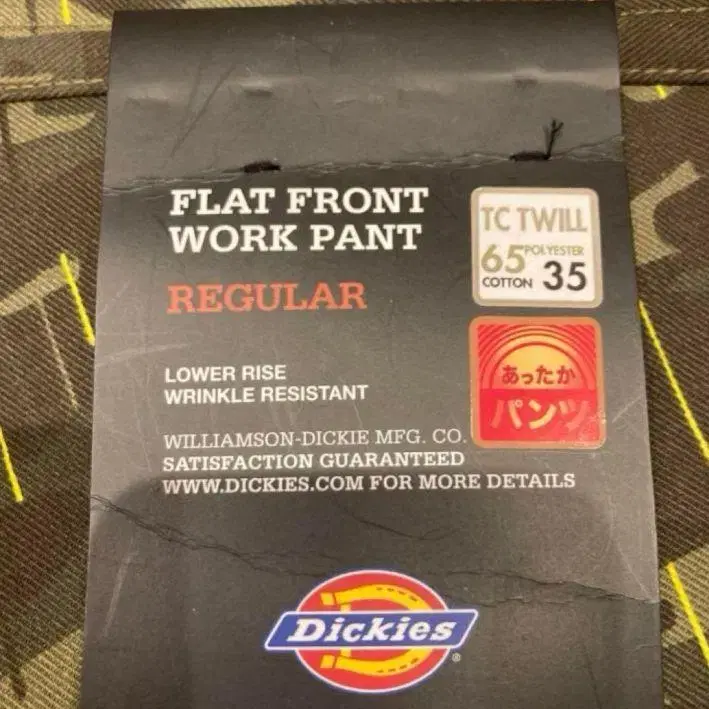 FLAT FRONT
WORK PANT
REGULAR
TC TWILL
65 POLYESTER
COTTON 35
あったか
パンツ
LOWER RISE
WRINKLE RESISTANT
WILLIAMSON-DICKIE MFG. CO.
SATISFACTION GUARANTEED
WWW.DICKIES.COM FOR MORE DETAILS
Dickies®